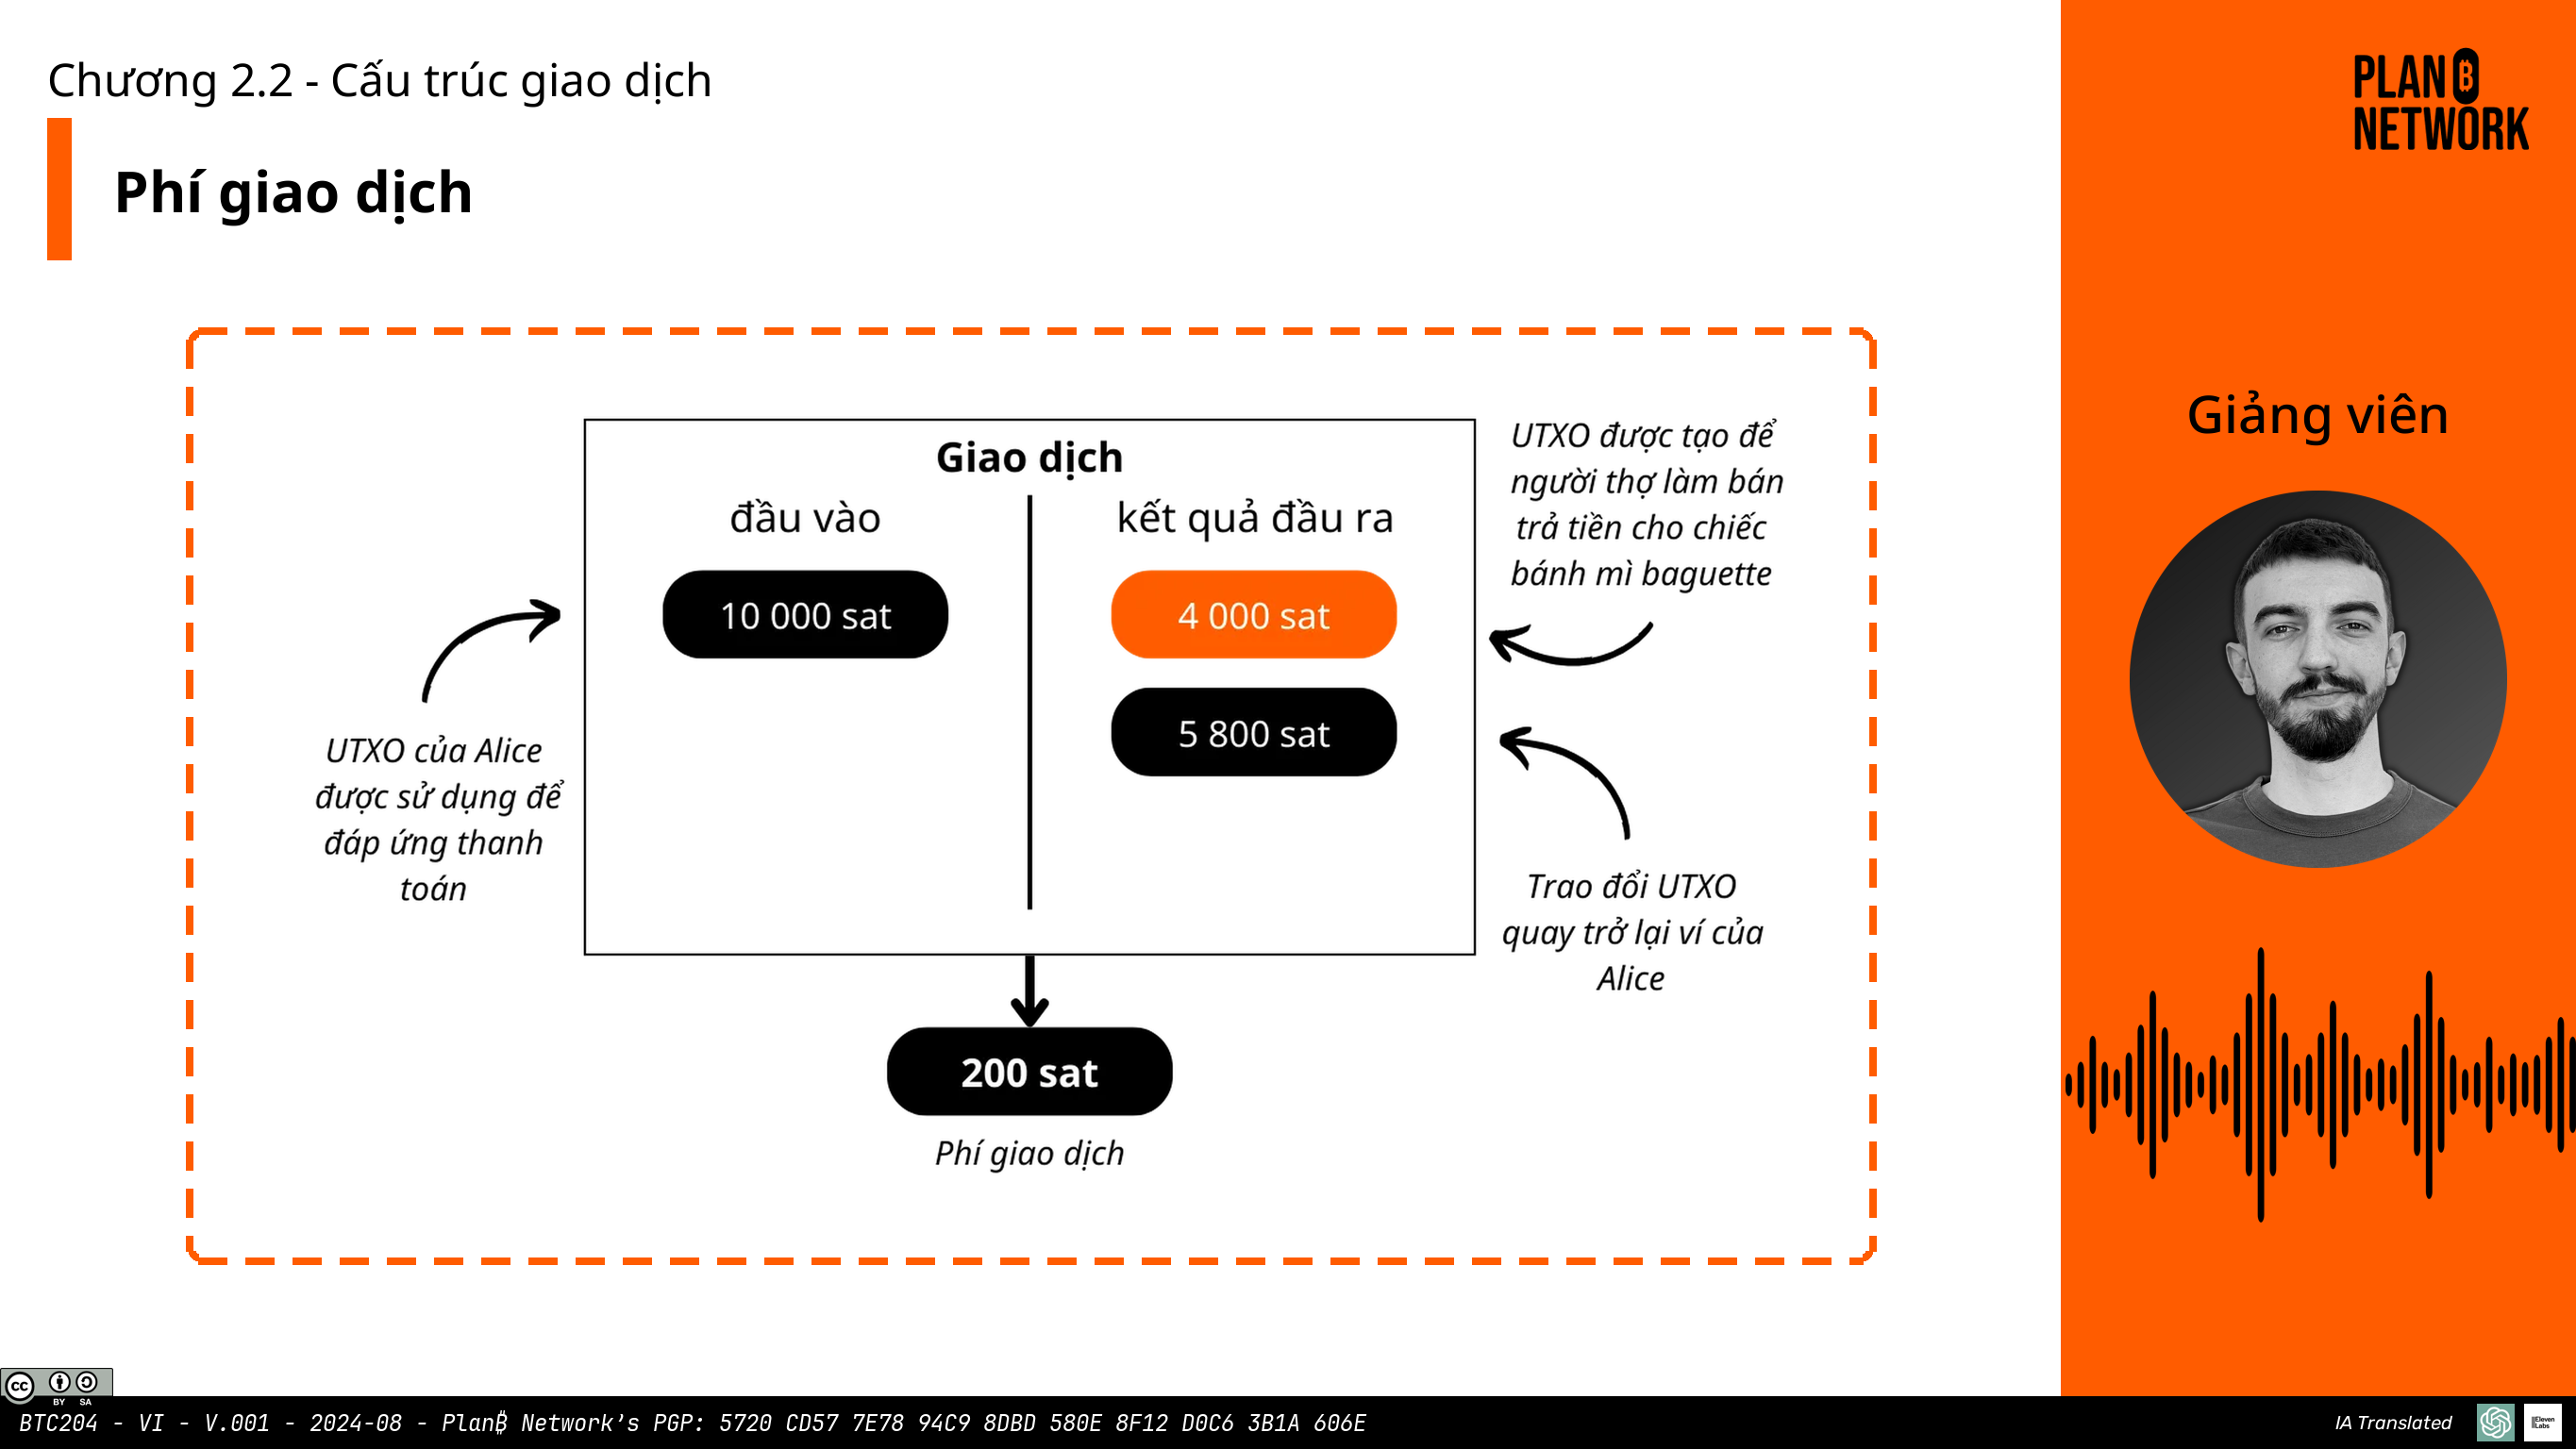 Chương 2.2 - Cấu trúc giao dịch
Phí giao dịch
PLAN ₿
NETWORK
Giảng viên
Giao dịch
đầu vào
kết quả đầu ra
10 000 sat
4 000 sat
5 800 sat
UTXO được tạo để
người thợ làm bán
trả tiền cho chiếc
bánh mì baguette
UTXO của Alice
được sử dụng để
đáp ứng thanh
toán
Trao đổi UTXO
quay trở lại ví của
Alice
200 sat
Phí giao dịch
cc
BY SA
BTC204 - VI - V.001 - 2024-08 - Plan₿ Network’s PGP: 5720 CD57 7E78 94C9 8DBD 580E 8F12 D0C6 3B1A 606E
IA Translated
IIEleven
Labs